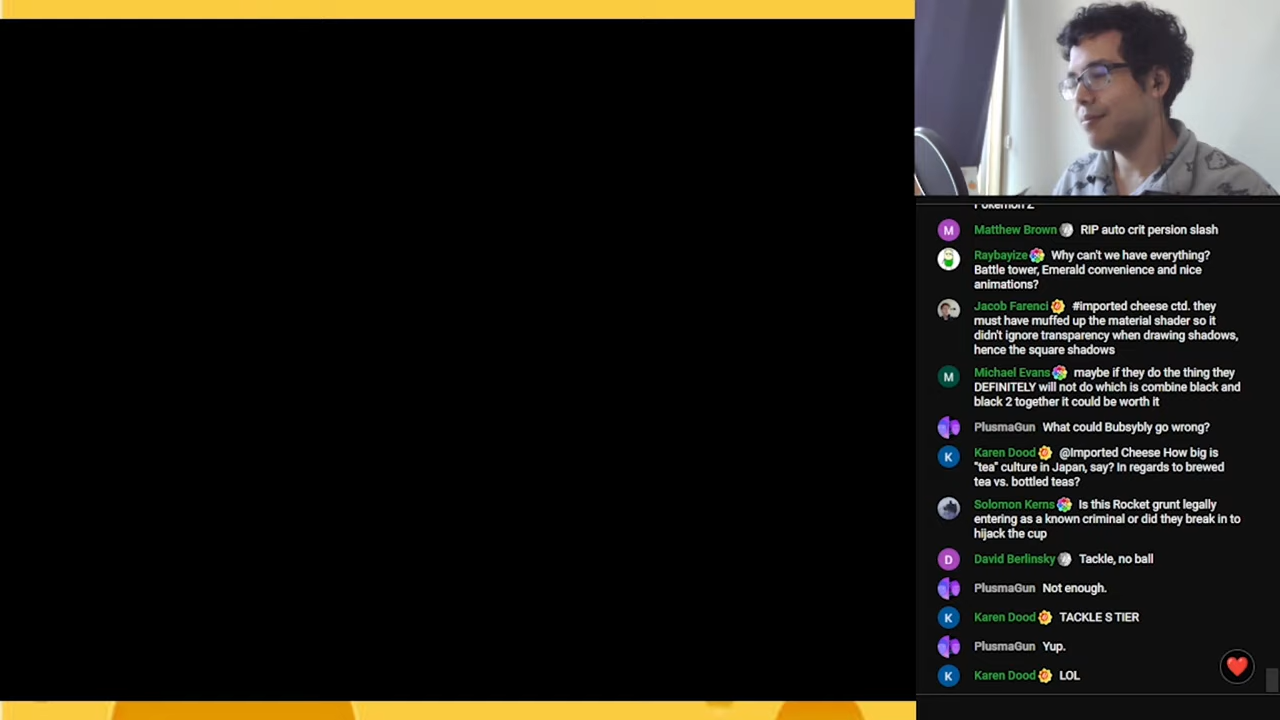 Pokemon Z
M Matthew Brown RIP auto crit persion slash
Raybayize Why can't we have everything?
Battle tower, Emerald convenience and nice
animations?
Jacob Farenci #imported cheese ctd. they
must have muffed up the material shader so it
didn't ignore transparency when drawing shadows,
hence the square shadows
M Michael Evans maybe if they do the thing they
DEFINITELY will not do which is combine black and
black 2 together it could be worth it
PlusmaGun What could Bubsybly go wrong?
K Karen Dood @Imported Cheese How big is
"tea" culture in Japan, say? In regards to brewed
tea vs. bottled teas?
Solomon Kerns Is this Rocket grunt legally
entering as a known criminal or did they break in to
hijack the cup
D David Berlinsky Tackle, no ball
PlusmaGun Not enough.
K Karen Dood TACKLE S TIER
PlusmaGun Yup.
K Karen Dood LOL